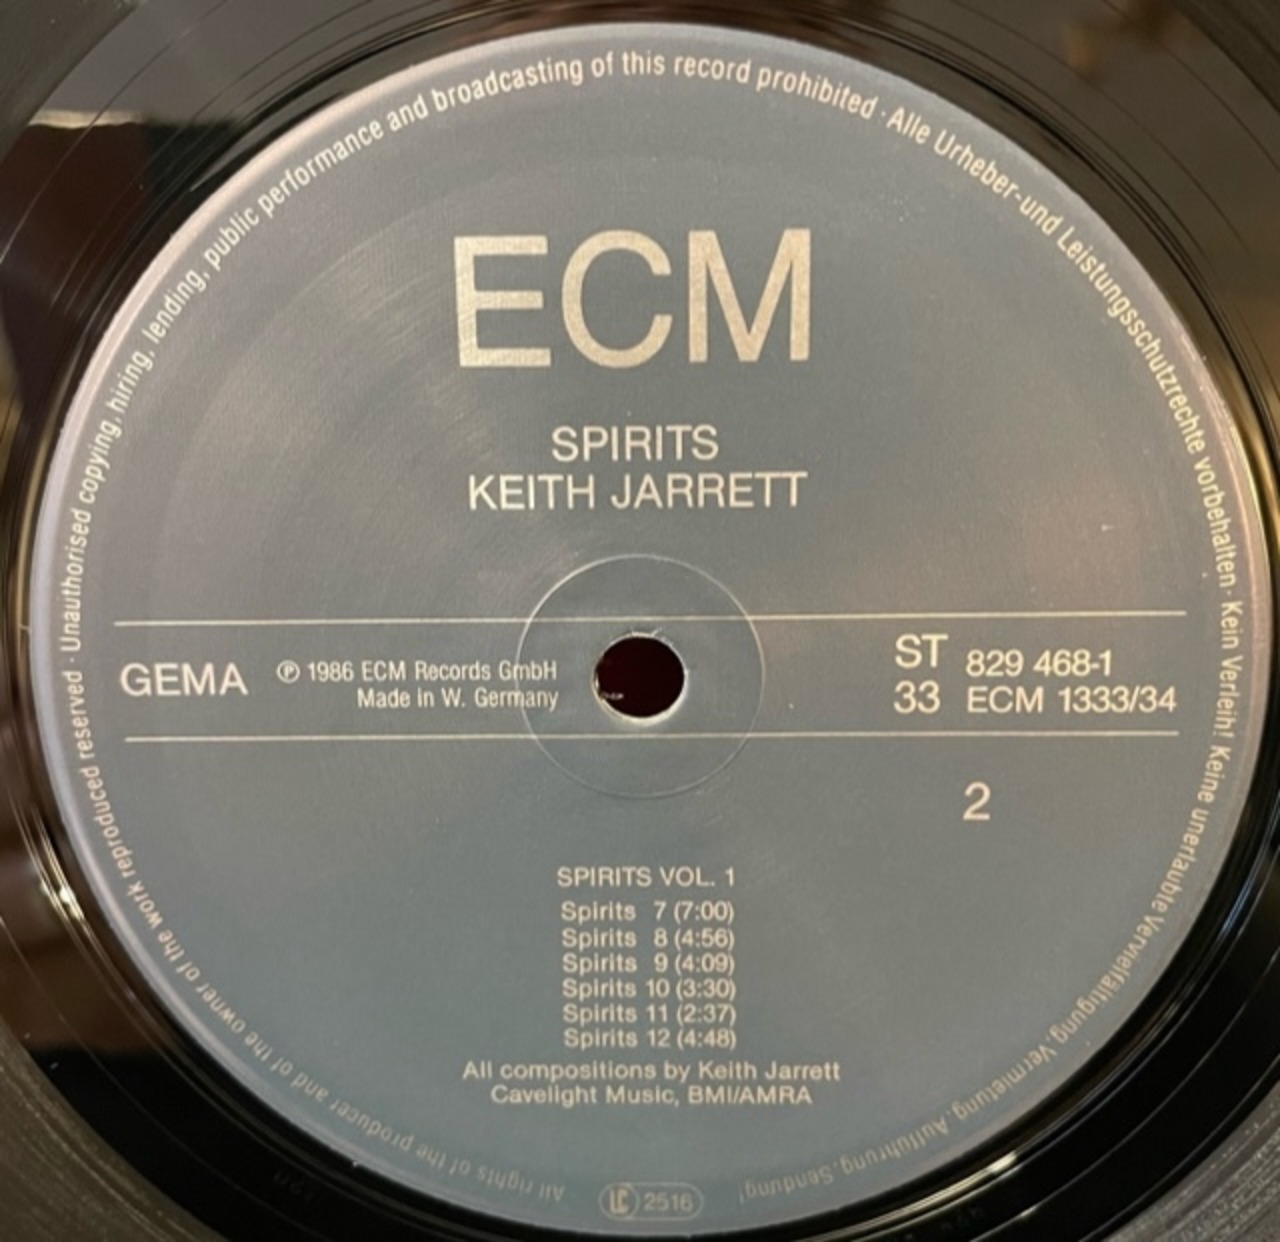 ECM
SPIRITS
KEITH JARRETT
GEMA
℗ 1986 ECM Records GmbH
Made in W. Germany
ST 829 468-1
33 ECM 1333/34
2
SPIRITS VOL. 1
Spirits 7 (7:00)
Spirits 8 (4:56)
Spirits 9 (4:09)
Spirits 10 (3:30)
Spirits 11 (2:37)
Spirits 12 (4:48)
All compositions by Keith Jarrett
Cavelight Music, BMI/AMRA
All rights of the producer and of the owner of the work reproduced reserved · Unauthorised copying, hiring, lending, public performance and broadcasting of this record prohibited · Alle Urheber-und Leistungsschutzrechte vorbehalten · Kein Verleih! Keine unerlaubte Vervielfältigung, Vermietung, Aufführung, Sendung!
LC 2516